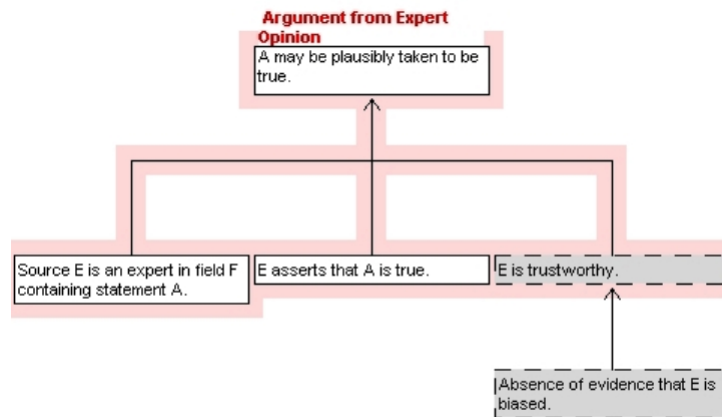 Argument from Expert
Opinion
A may be plausibly taken to be
true.
Source E is an expert in field F
containing statement A.
E asserts that A is true.
E is trustworthy.
Absence of evidence that E is
biased.